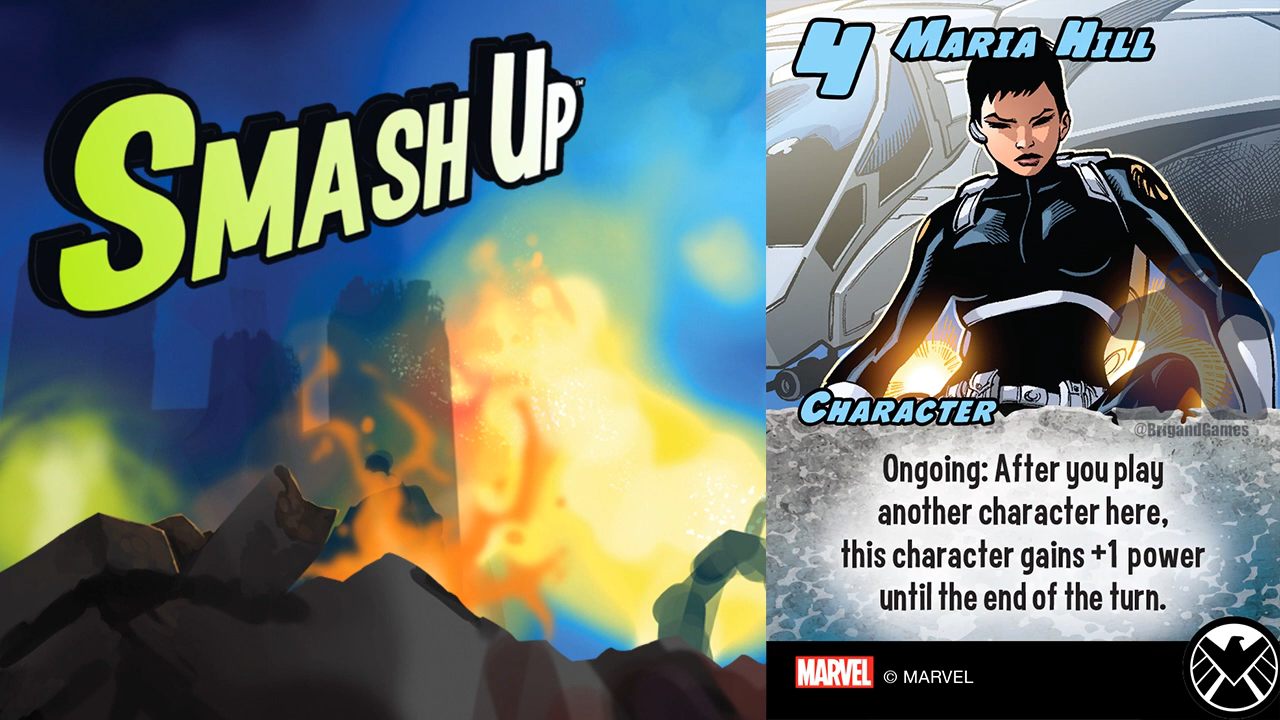 SMASH UP™
4 MARIA HILL
CHARACTER
@BrigandGames
Ongoing: After you play
another character here,
this character gains +1 power
until the end of the turn.
MARVEL © MARVEL